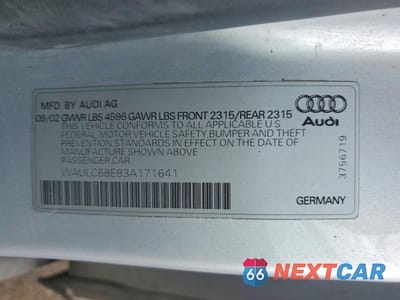 MFD. BY AUDI AG
09/02 GVWR LBS 4596 GAWR LBS FRONT 2315/REAR 2315
THIS VEHICLE CONFORMS TO ALL APPLICABLE U S
FEDERAL MOTOR VEHICLE SAFETY BUMPER AND THEFT
PREVENTION STANDARDS IN EFFECT ON THE DATE
OF MANUFACTURE SHOWN ABOVE
PASSENGER CAR
WAULC68E93A171641
Audi
3756719
GERMANY
66 NEXTCAR